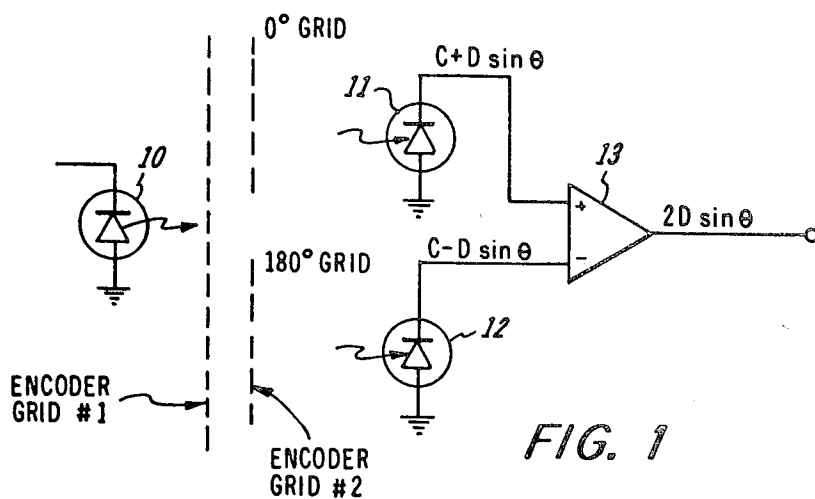 0° GRID
C+D sin θ
11
10
13
+
2D sin θ
−
180° GRID
C−D sin θ
12
ENCODER
GRID #1
ENCODER
GRID #2
FIG. 1